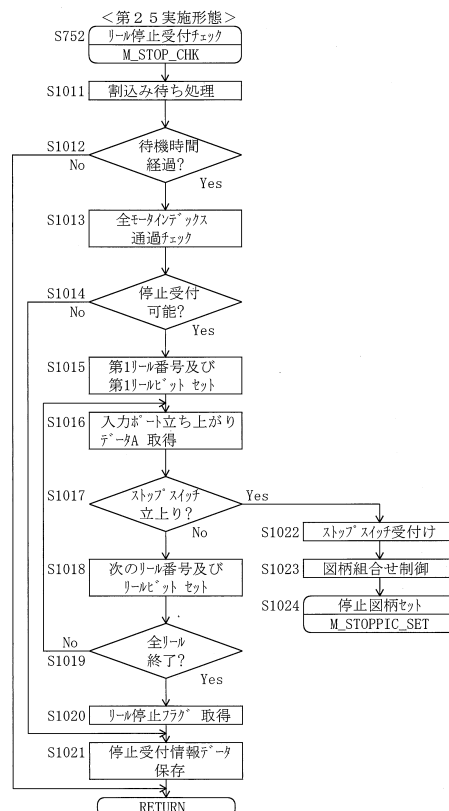 ＜第２５実施形態＞
S752
ﾘｰﾙ停止受付ﾁｪｯｸ
M_STOP_CHK
S1011
割込み待ち処理
S1012
待機時間
経過?
No
Yes
S1013
全ﾓｰﾀｲﾝﾃﾞｯｸｽ
通過ﾁｪｯｸ
S1014
停止受付
可能?
No
Yes
S1015
第1ﾘｰﾙ番号及び
第1ﾘｰﾙﾋﾞｯﾄ ｾｯﾄ
S1016
入力ﾎﾟｰﾄ立ち上がり
ﾃﾞｰﾀA 取得
S1017
ｽﾄｯﾌﾟｽｲｯﾁ
立上り?
Yes
No
S1022
ｽﾄｯﾌﾟｽｲｯﾁ受付け
S1023
図柄組合せ制御
S1024
停止図柄ｾｯﾄ
M_STOPPIC_SET
S1018
次のﾘｰﾙ番号及び
ﾘｰﾙﾋﾞｯﾄ ｾｯﾄ
No
S1019
全ﾘｰﾙ
終了?
Yes
S1020
ﾘｰﾙ停止ﾌﾗｸﾞ 取得
S1021
停止受付情報ﾃﾞｰﾀ
保存
RETURN